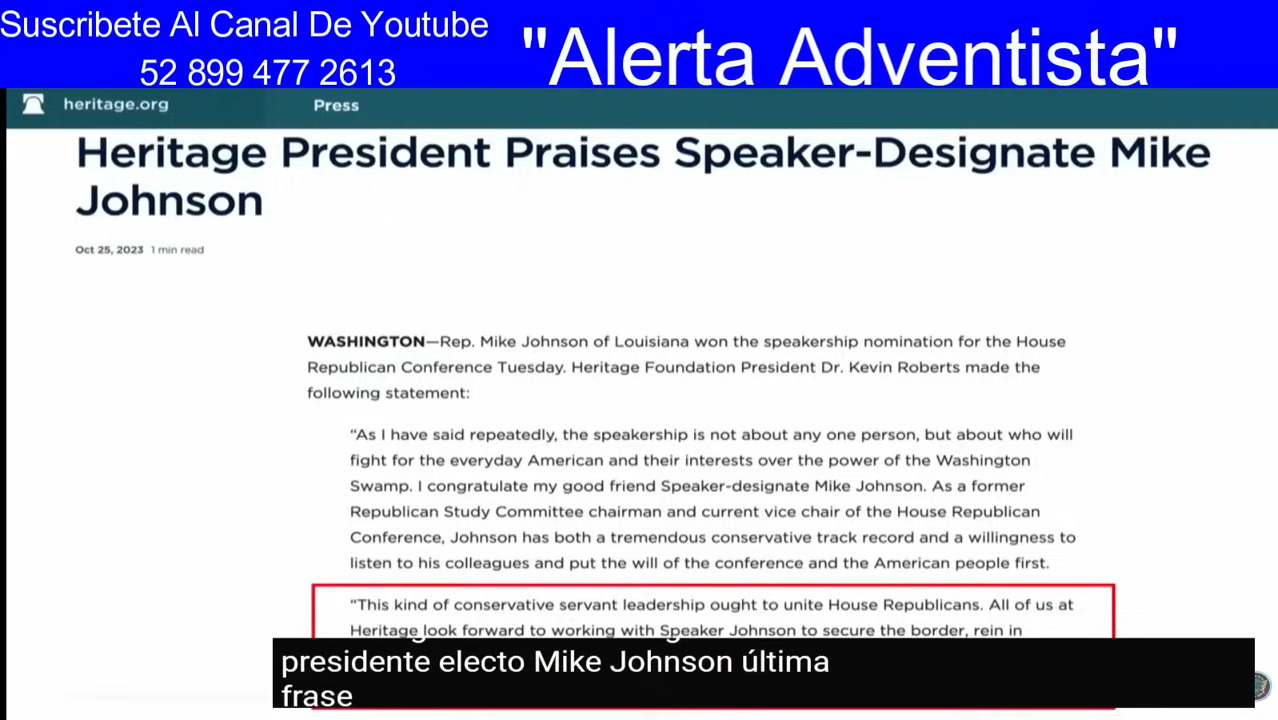 Suscribete Al Canal De Youtube
52 899 477 2613
"Alerta Adventista"
heritage.org
Press
Heritage President Praises Speaker-Designate Mike
Johnson
Oct 25, 2023 1 min read
WASHINGTON—Rep. Mike Johnson of Louisiana won the speakership nomination for the House
Republican Conference Tuesday. Heritage Foundation President Dr. Kevin Roberts made the
following statement:
“As I have said repeatedly, the speakership is not about any one person, but about who will
fight for the everyday American and their interests over the power of the Washington
Swamp. I congratulate my good friend Speaker-designate Mike Johnson. As a former
Republican Study Committee chairman and current vice chair of the House Republican
Conference, Johnson has both a tremendous conservative track record and a willingness to
listen to his colleagues and put the will of the conference and the American people first.
“This kind of conservative servant leadership ought to unite House Republicans. All of us at
Heritage look forward to working with Speaker Johnson to secure the border, rein in
presidente electo Mike Johnson última
frase